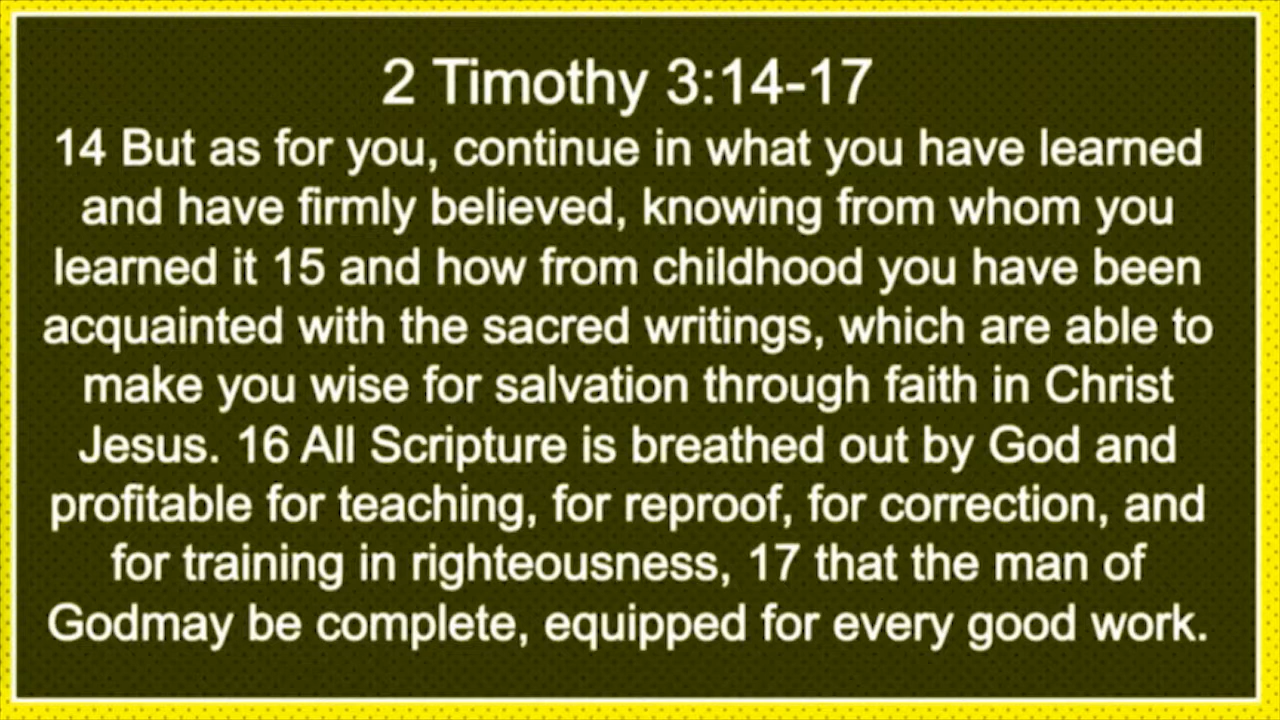 2 Timothy 3:14-17
14 But as for you, continue in what you have learned
and have firmly believed, knowing from whom you
learned it 15 and how from childhood you have been
acquainted with the sacred writings, which are able to
make you wise for salvation through faith in Christ
Jesus. 16 All Scripture is breathed out by God and
profitable for teaching, for reproof, for correction, and
for training in righteousness, 17 that the man of
Godmay be complete, equipped for every good work.